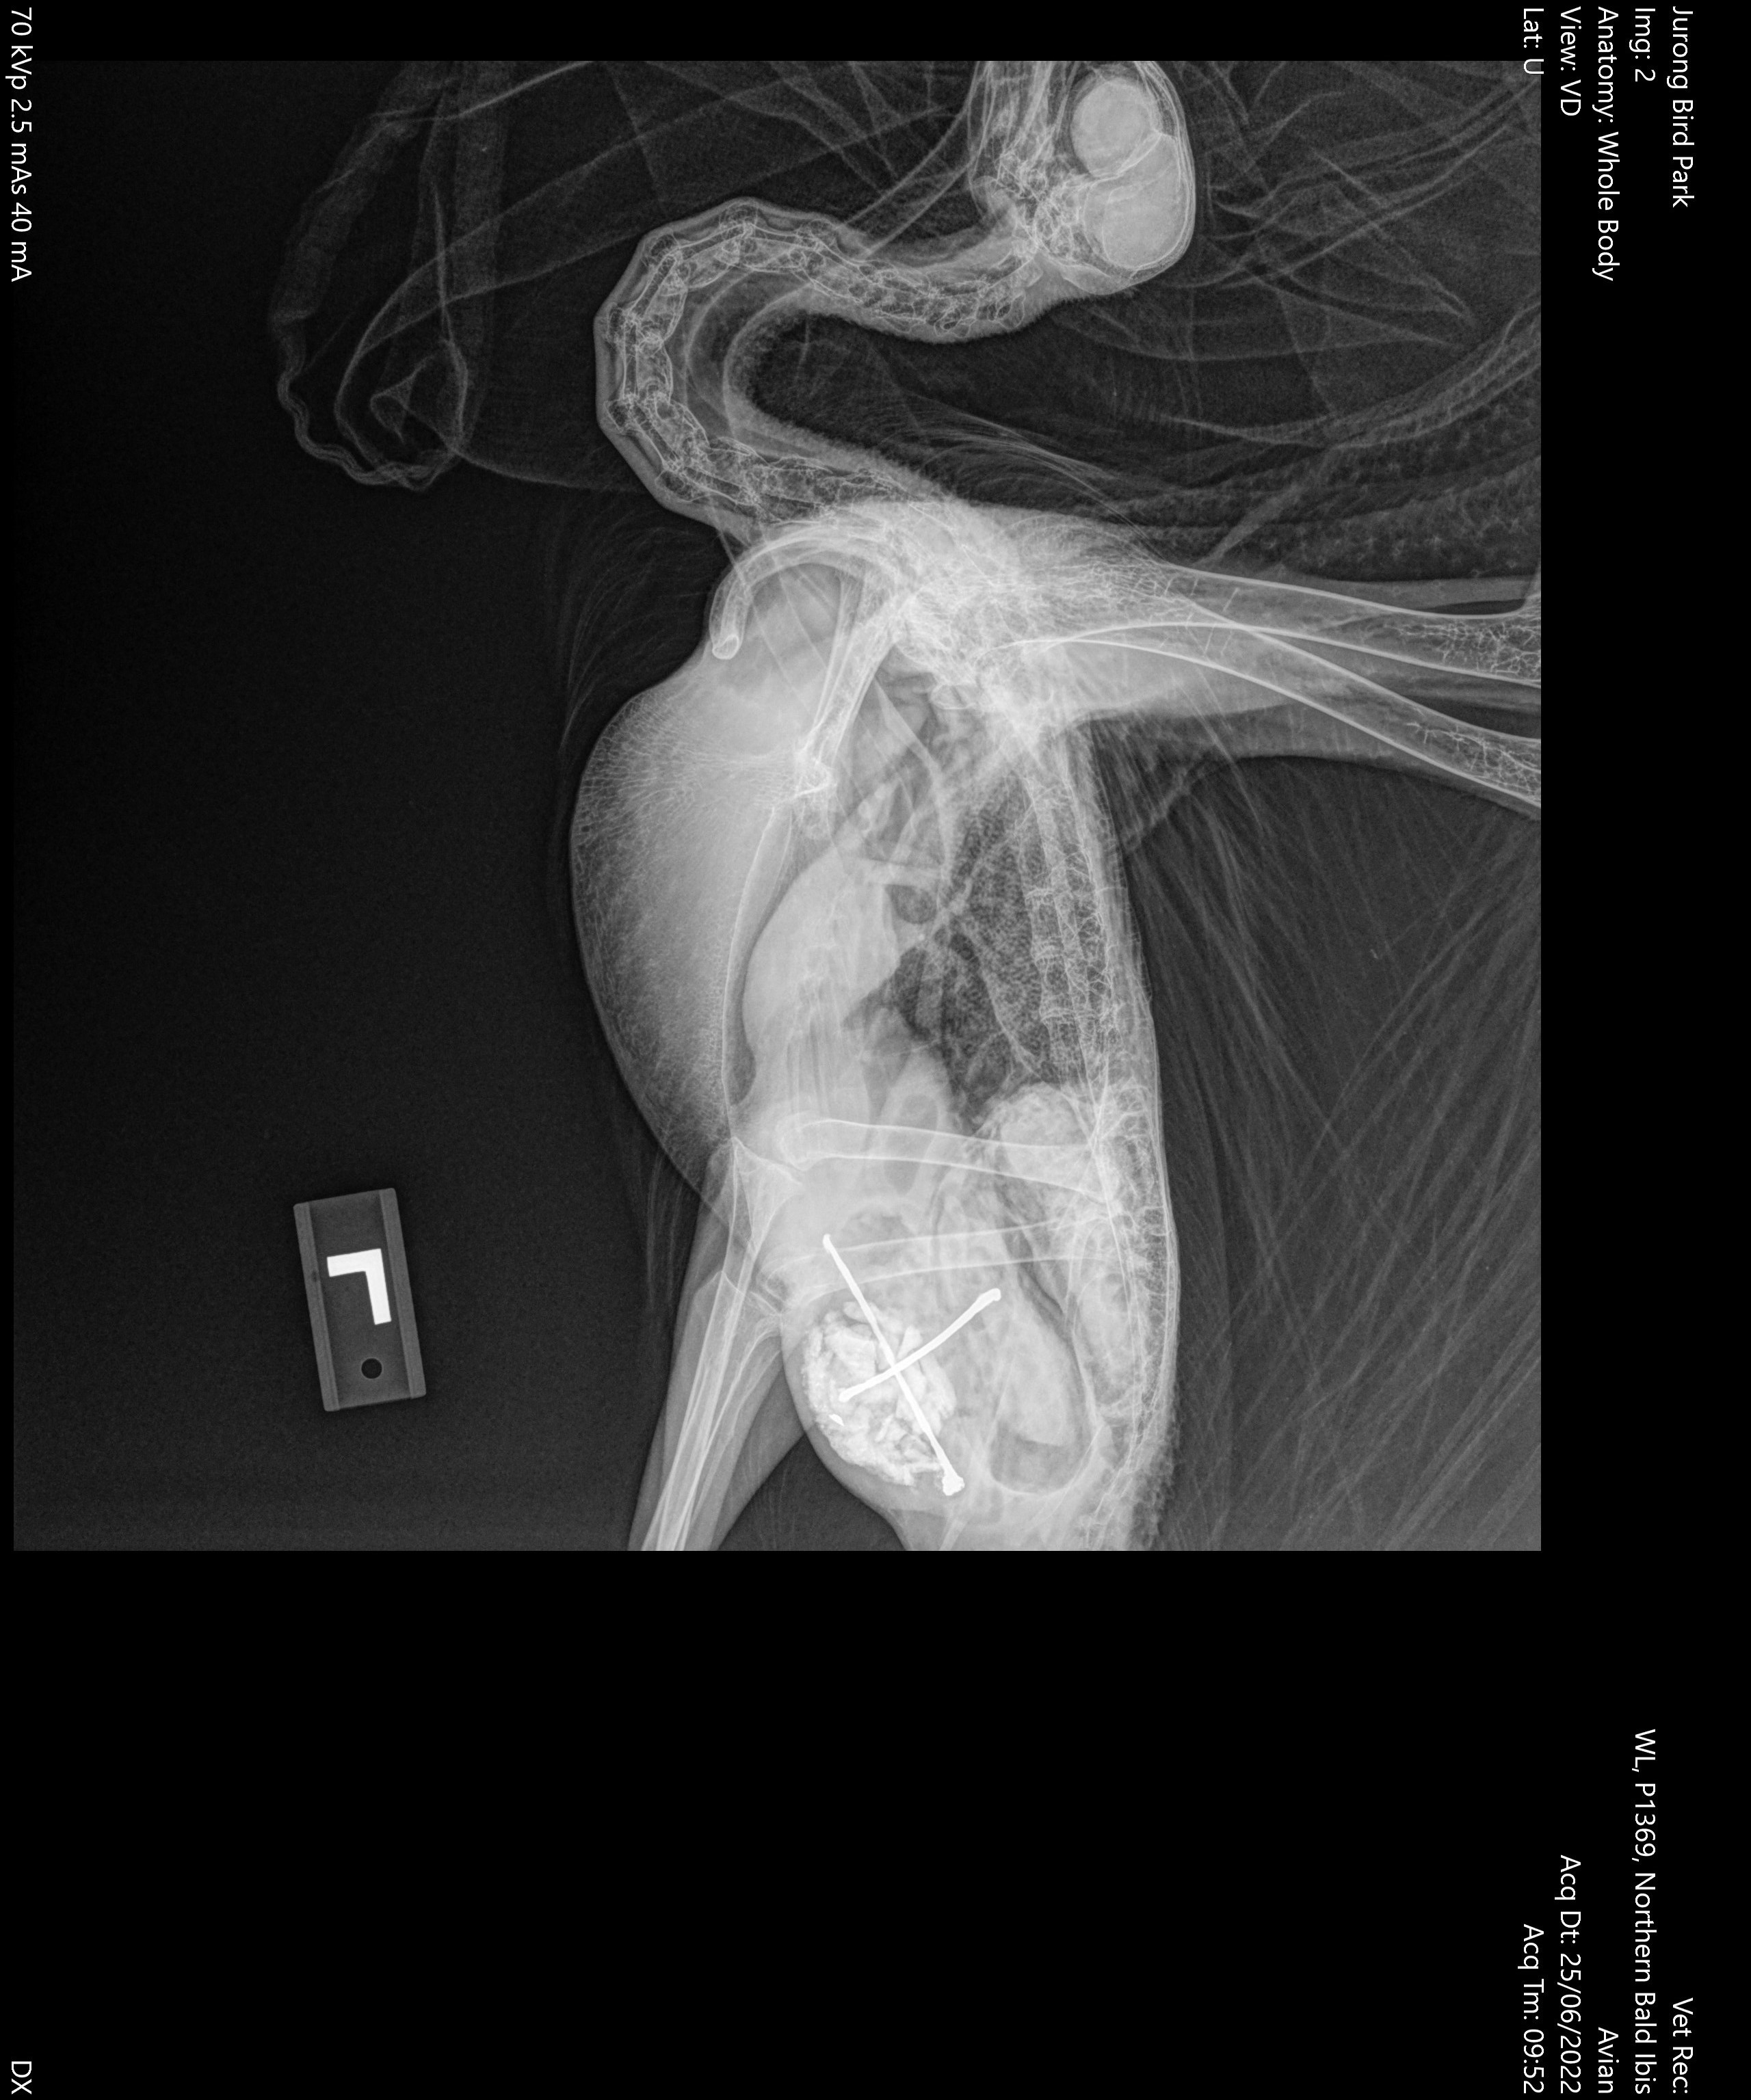 Jurong Bird Park
Img: 2
Anatomy: Whole Body
View: VD
Lat: U
Vet Rec:
WL, P1369, Northern Bald Ibis
Avian
Acq Dt: 25/06/2022
Acq Tm: 09:52
L
70 kVp 2.5 mAs 40 mA
DX